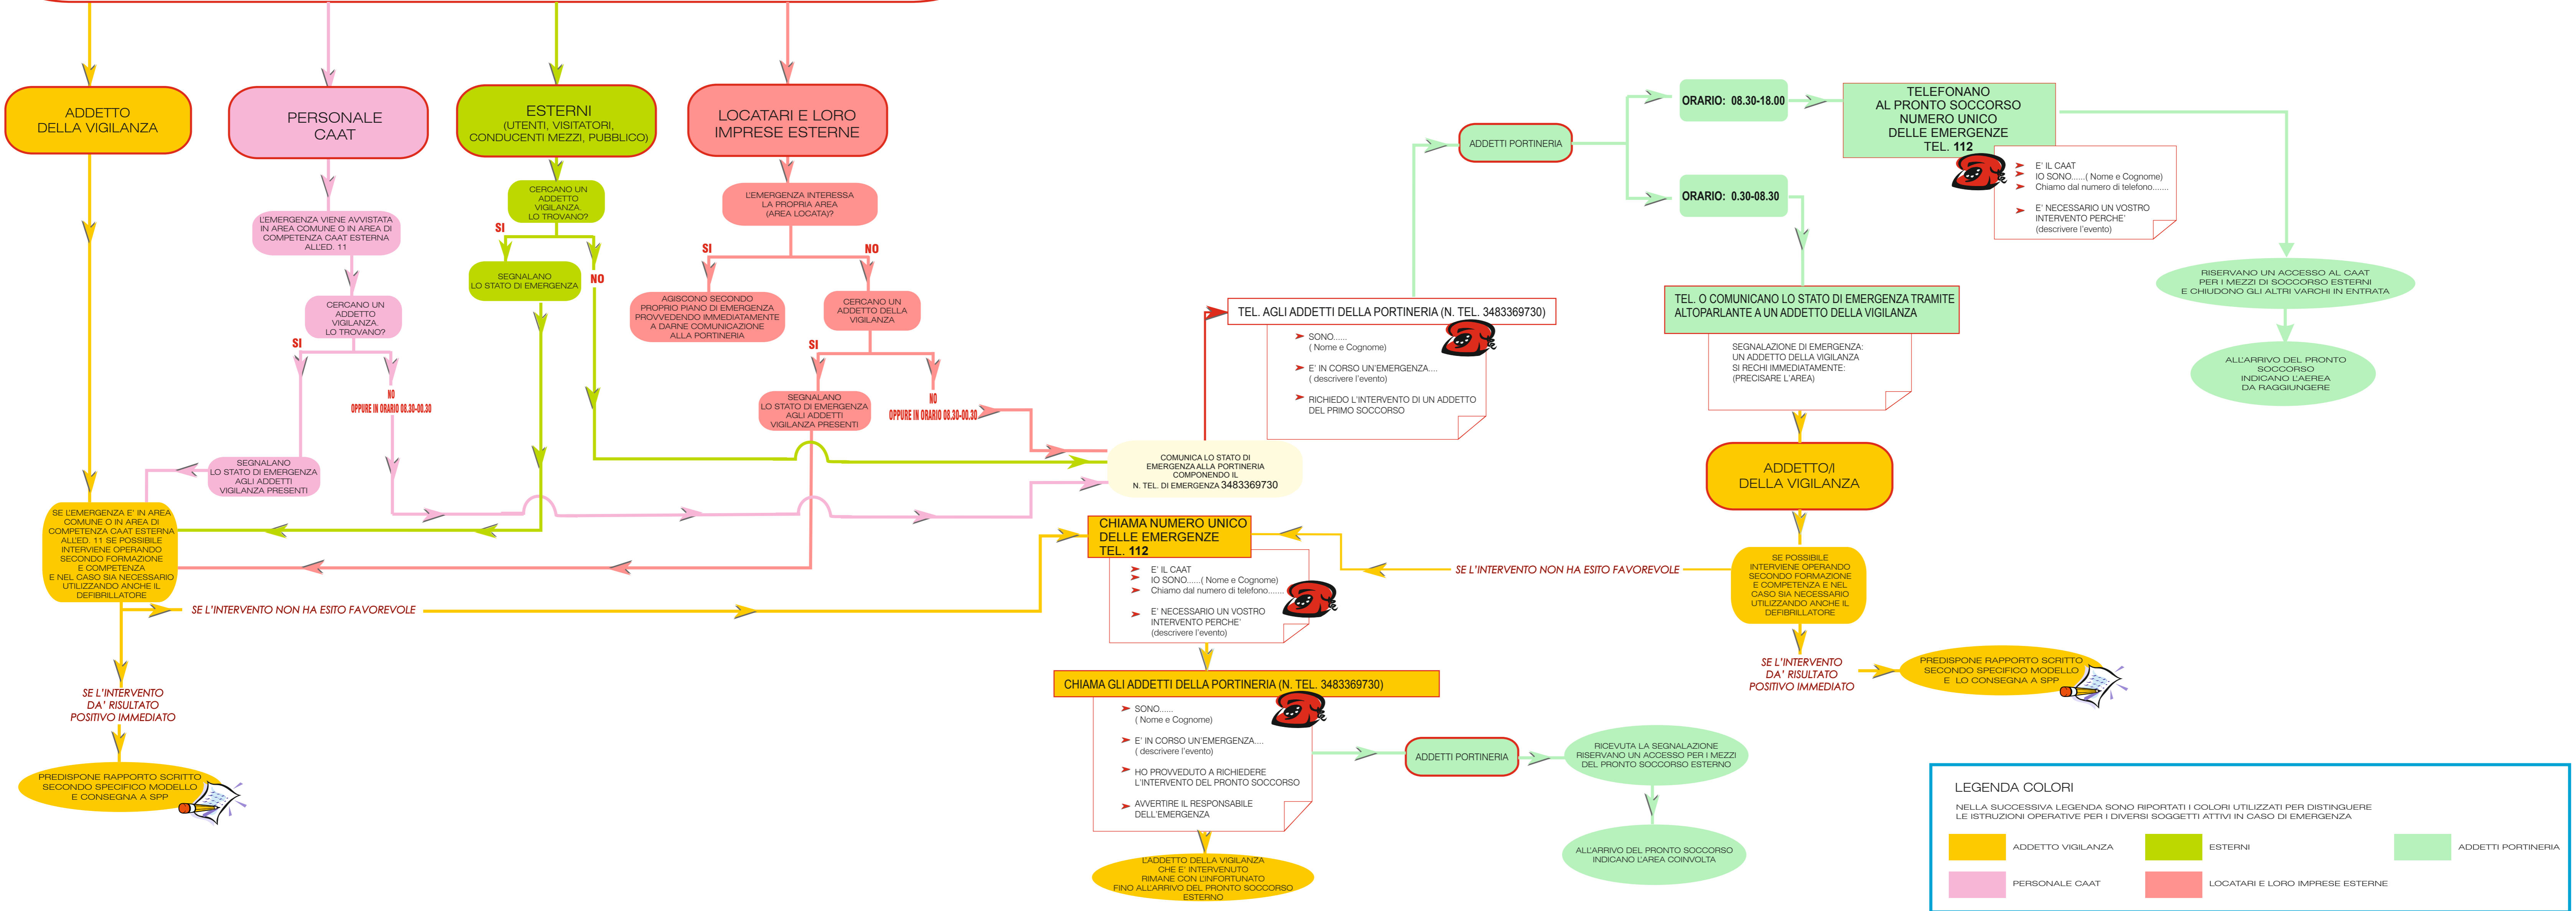 ADDETTO
DELLA VIGILANZA
PERSONALE
CAAT
ESTERNI
(UTENTI, VISITATORI,
CONDUCENTI MEZZI, PUBBLICO)
LOCATARI E LORO
IMPRESE ESTERNE
L'EMERGENZA VIENE AVVISTATA
IN AREA COMUNE O IN AREA DI
COMPETENZA CAAT ESTERNA
ALL'ED. 11
CERCANO UN
ADDETTO
VIGILANZA.
LO TROVANO?
SI
NO
OPPURE IN ORARIO 08.30-00.30
SEGNALANO
LO STATO DI EMERGENZA
AGLI ADDETTI
VIGILANZA PRESENTI
CERCANO UN
ADDETTO
VIGILANZA.
LO TROVANO?
SI
NO
SEGNALANO
LO STATO DI EMERGENZA
L'EMERGENZA INTERESSA
LA PROPRIA AREA
(AREA LOCATA)?
SI
NO
AGISCONO SECONDO
PROPRIO PIANO DI EMERGENZA
PROVVEDENDO IMMEDIATAMENTE
A DARNE COMUNICAZIONE
ALLA PORTINERIA
CERCANO UN
ADDETTO DELLA
VIGILANZA
SI
NO
OPPURE IN ORARIO 08.30-00.30
SEGNALANO
LO STATO DI EMERGENZA
AGLI ADDETTI
VIGILANZA PRESENTI
SE L'EMERGENZA E' IN AREA
COMUNE O IN AREA DI
COMPETENZA CAAT ESTERNA
ALL'ED. 11 SE POSSIBILE
INTERVIENE OPERANDO
SECONDO FORMAZIONE
E COMPETENZA
E NEL CASO SIA NECESSARIO
UTILIZZANDO ANCHE IL
DEFIBRILLATORE
SE L'INTERVENTO NON HA ESITO FAVOREVOLE
SE L'INTERVENTO
DA' RISULTATO
POSITIVO IMMEDIATO
PREDISPONE RAPPORTO SCRITTO
SECONDO SPECIFICO MODELLO
E CONSEGNA A SPP
COMUNICA LO STATO DI
EMERGENZA ALLA PORTINERIA
COMPONENDO IL
N. TEL. DI EMERGENZA 3483369730
TEL. AGLI ADDETTI DELLA PORTINERIA (N. TEL. 3483369730)
SONO......
( Nome e Cognome)
E' IN CORSO UN'EMERGENZA....
( descrivere l'evento)
RICHIEDO L'INTERVENTO DI UN ADDETTO
DEL PRIMO SOCCORSO
ADDETTI PORTINERIA
ORARIO: 08.30-18.00
ORARIO: 0.30-08.30
TELEFONANO
AL PRONTO SOCCORSO
NUMERO UNICO
DELLE EMERGENZE
TEL. 112
E' IL CAAT
IO SONO......( Nome e Cognome)
Chiamo dal numero di telefono.......
E' NECESSARIO UN VOSTRO
INTERVENTO PERCHE'
(descrivere l'evento)
RISERVANO UN ACCESSO AL CAAT
PER I MEZZI DI SOCCORSO ESTERNI
E CHIUDONO GLI ALTRI VARCHI IN ENTRATA
ALL'ARRIVO DEL PRONTO
SOCCORSO
INDICANO L'AEREA
DA RAGGIUNGERE
TEL. O COMUNICANO LO STATO DI EMERGENZA TRAMITE
ALTOPARLANTE A UN ADDETTO DELLA VIGILANZA
SEGNALAZIONE DI EMERGENZA:
UN ADDETTO DELLA VIGILANZA
SI RECHI IMMEDIATAMENTE:
(PRECISARE L'AREA)
ADDETTO/I
DELLA VIGILANZA
SE POSSIBILE
INTERVIENE OPERANDO
SECONDO FORMAZIONE
E COMPETENZA E NEL
CASO SIA NECESSARIO
UTILIZZANDO ANCHE IL
DEFIBRILLATORE
SE L'INTERVENTO NON HA ESITO FAVOREVOLE
SE L'INTERVENTO
DA' RISULTATO
POSITIVO IMMEDIATO
PREDISPONE RAPPORTO SCRITTO
SECONDO SPECIFICO MODELLO
E LO CONSEGNA A SPP
CHIAMA NUMERO UNICO
DELLE EMERGENZE
TEL. 112
E' IL CAAT
IO SONO......( Nome e Cognome)
Chiamo dal numero di telefono.......
E' NECESSARIO UN VOSTRO
INTERVENTO PERCHE'
(descrivere l'evento)
CHIAMA GLI ADDETTI DELLA PORTINERIA (N. TEL. 3483369730)
SONO......
( Nome e Cognome)
E' IN CORSO UN'EMERGENZA....
( descrivere l'evento)
HO PROVVEDUTO A RICHIEDERE
L'INTERVENTO DEL PRONTO SOCCORSO
AVVERTIRE IL RESPONSABILE
DELL'EMERGENZA
L'ADDETTO DELLA VIGILANZA
CHE E' INTERVENUTO
RIMANE CON L'INFORTUNATO
FINO ALL'ARRIVO DEL PRONTO SOCCORSO
ESTERNO
ADDETTI PORTINERIA
RICEVUTA LA SEGNALAZIONE
RISERVANO UN ACCESSO PER I MEZZI
DEL PRONTO SOCCORSO ESTERNO
ALL'ARRIVO DEL PRONTO SOCCORSO
INDICANO L'AREA COINVOLTA
LEGENDA COLORI
NELLA SUCCESSIVA LEGENDA SONO RIPORTATI I COLORI UTILIZZATI PER DISTINGUERE
LE ISTRUZIONI OPERATIVE PER I DIVERSI SOGGETTI ATTIVI IN CASO DI EMERGENZA
ADDETTO VIGILANZA
ESTERNI
ADDETTI PORTINERIA
PERSONALE CAAT
LOCATARI E LORO IMPRESE ESTERNE